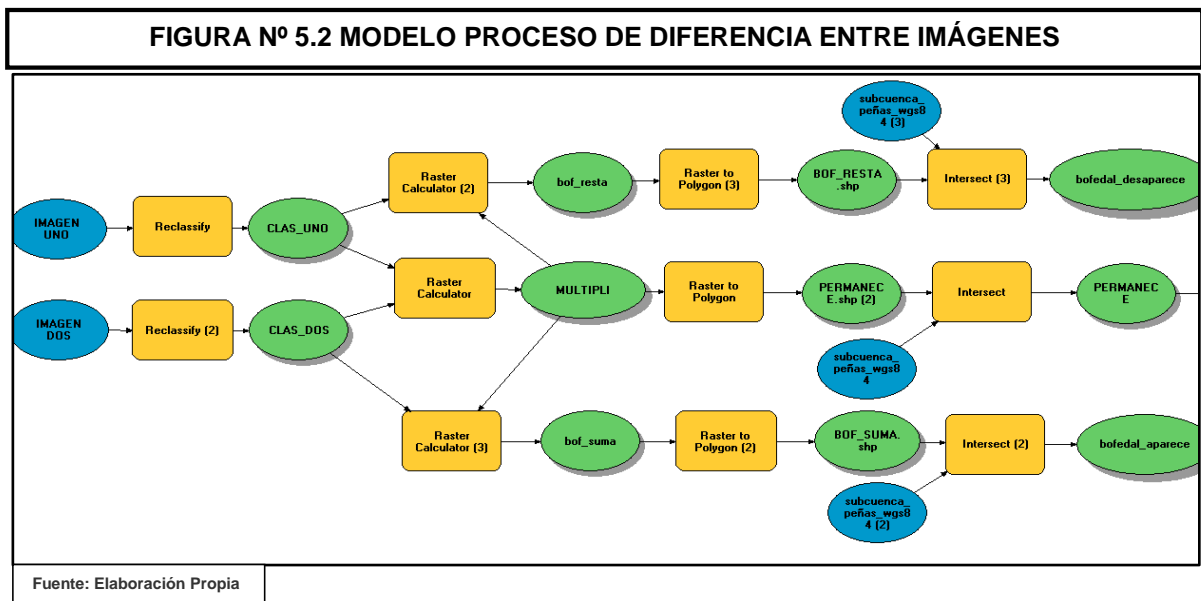 FIGURA Nº 5.2 MODELO PROCESO DE DIFERENCIA ENTRE IMÁGENES
subcuenca_
peñas_wgs8
4 (3)
Raster
Calculator (2)
bof_resta
Raster to
Polygon (3)
BOF_RESTA
.shp
Intersect (3)
bofedal_desaparece
IMAGEN
UNO
Reclassify
CLAS_UNO
Raster
Calculator
MULTIPLI
Raster to
Polygon
PERMANEC
E.shp (2)
Intersect
PERMANEC
E
IMAGEN
DOS
Reclassify (2)
CLAS_DOS
subcuenca_
peñas_wgs8
4
Raster
Calculator (3)
bof_suma
Raster to
Polygon (2)
BOF_SUMA.
shp
Intersect (2)
bofedal_aparece
subcuenca_
peñas_wgs8
4 (2)
Fuente: Elaboración Propia